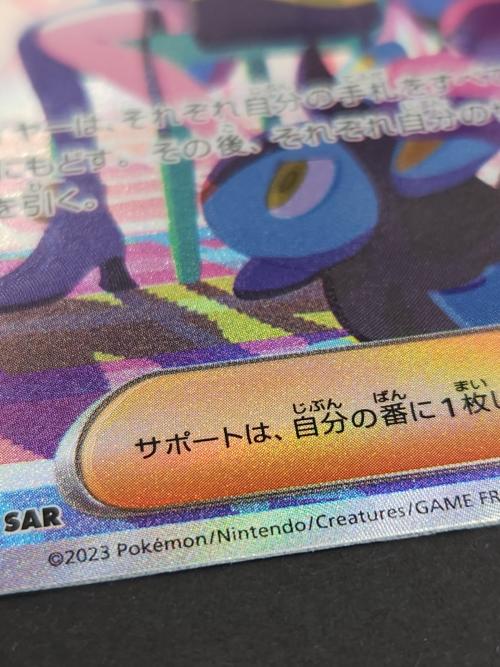 ヤーは、それぞれ自分の手札をすべて
にもどす。その後、それぞれ自分の
を引く。
サポートは、自分の番に1枚し
じぶん ばん まい
SAR
©2023 Pokémon/Nintendo/Creatures/GAME FR